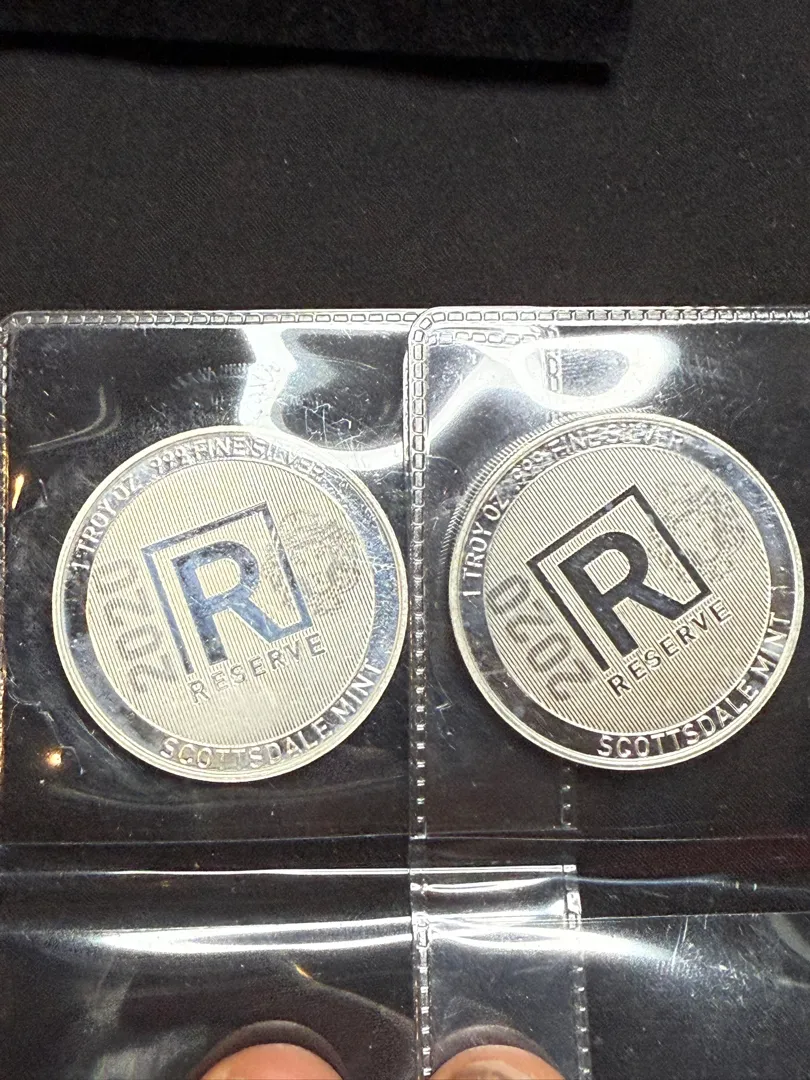 1 TROY OZ .999 FINE SILVER
2020
R
RESERVE
SCOTTSDALE MINT
1 TROY OZ .999 FINE SILVER
2020
R
RESERVE
SCOTTSDALE MINT